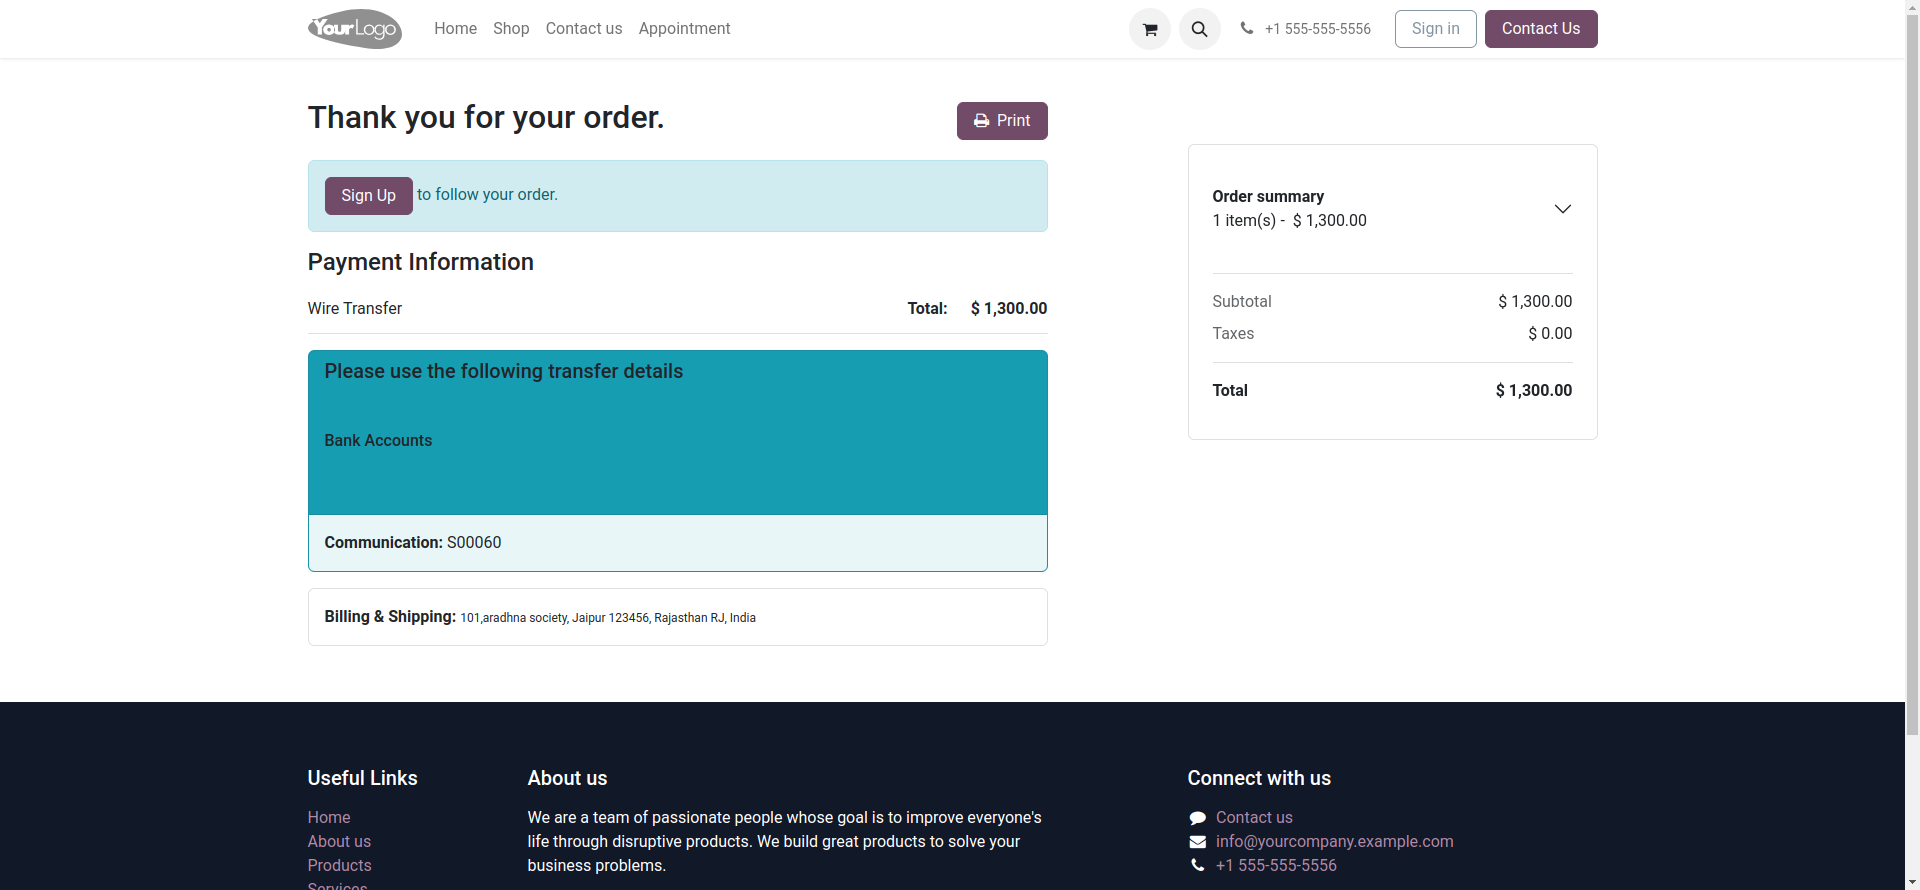 YourLogo
Home Shop Contact us Appointment
+1 555-555-5556
Sign in
Contact Us
Thank you for your order.
Print
Sign Up to follow your order.
Payment Information
Wire Transfer Total: $ 1,300.00
Please use the following transfer details
Bank Accounts
Communication: S00060
Billing & Shipping: 101,aradhna society, Jaipur 123456, Rajasthan RJ, India
Order summary
1 item(s) - $ 1,300.00
Subtotal $ 1,300.00
Taxes $ 0.00
Total $ 1,300.00
Useful Links
Home
About us
Products
Services
About us
We are a team of passionate people whose goal is to improve everyone's
life through disruptive products. We build great products to solve your
business problems.
Connect with us
Contact us
info@yourcompany.example.com
+1 555-555-5556